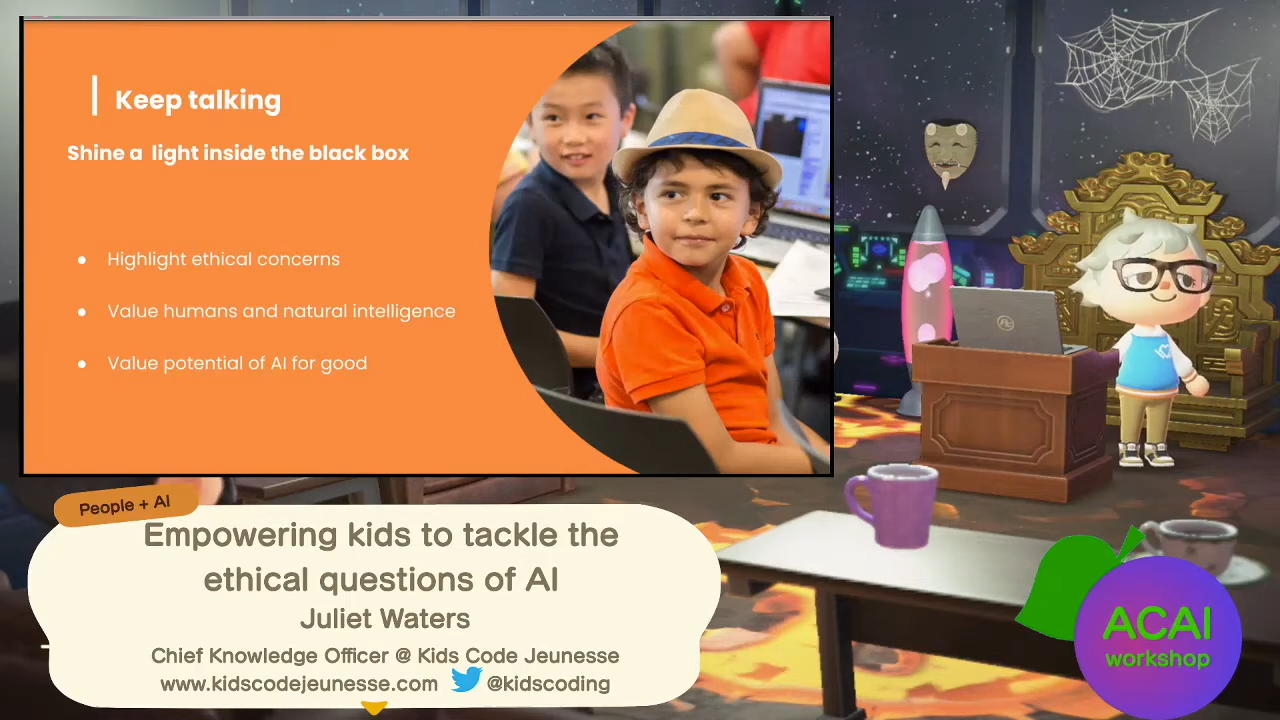 Keep talking
Shine a light inside the black box
Highlight ethical concerns
Value humans and natural intelligence
Value potential of AI for good
People + AI
Empowering kids to tackle the
ethical questions of AI
Juliet Waters
Chief Knowledge Officer @ Kids Code Jeunesse
www.kidscodejeunesse.com @kidscoding
ACAI
workshop